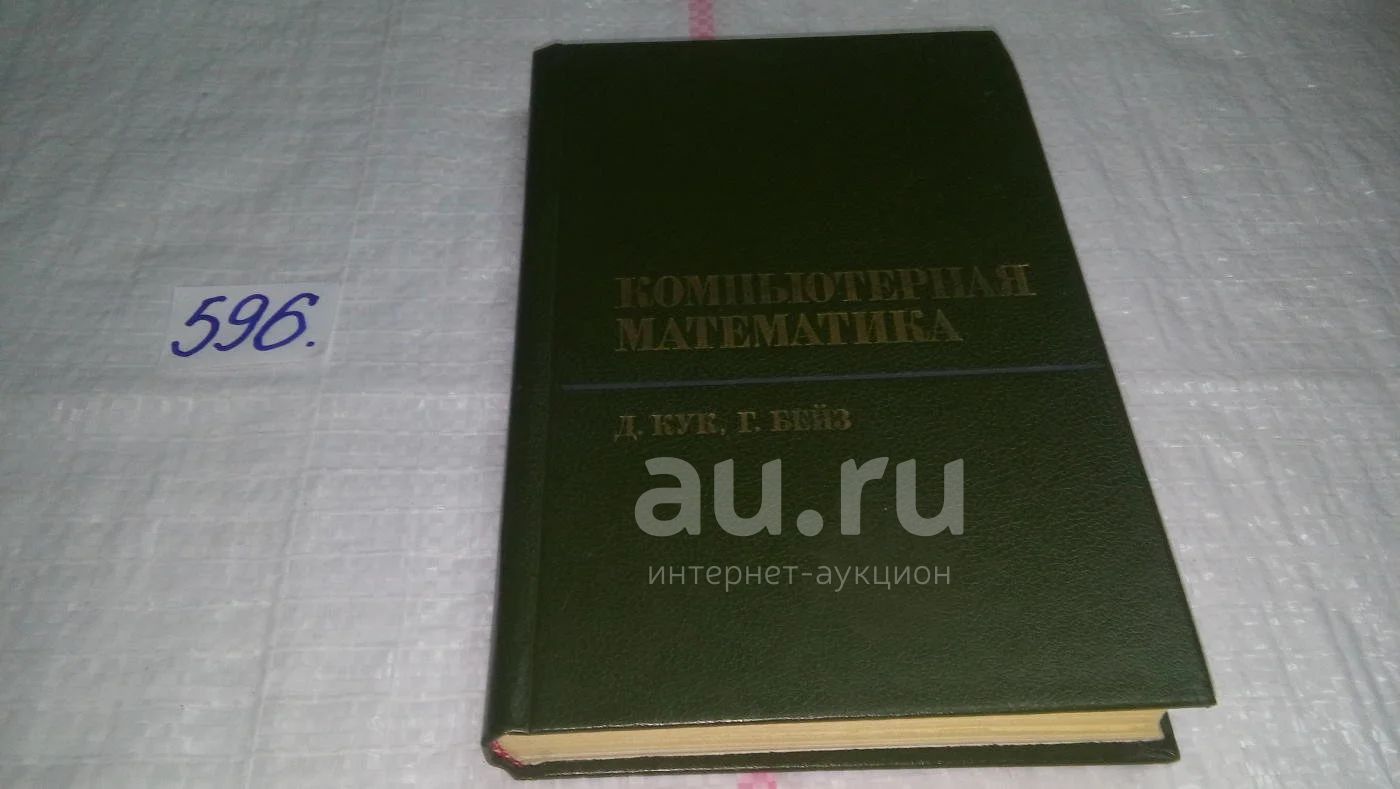 596.
КОМПЬЮТЕРНАЯ
МАТЕМАТИКА
Д. КУК, Г. БЕЙЗ
au.ru
интернет-аукцион